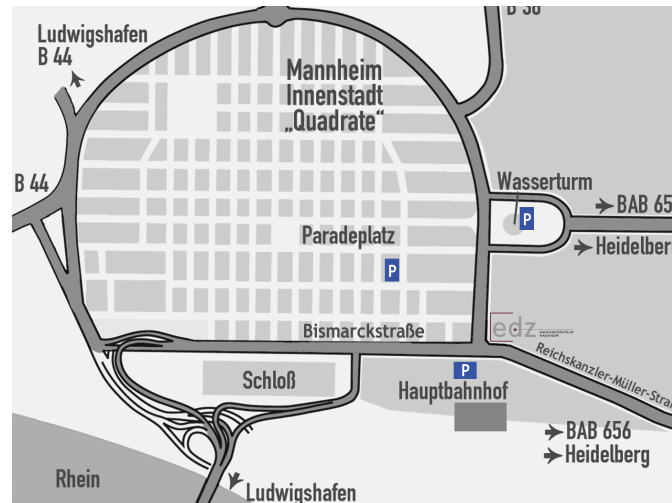 B 38
Ludwigshafen
B 44
Mannheim
Innenstadt
„Quadrate“
B 44
Wasserturm
P
BAB 65
Paradeplatz
Heidelber
P
Bismarckstraße
edz
Reichskanzler-Müller-Stra
Schloß
P
Hauptbahnhof
BAB 656
Heidelberg
Rhein
Ludwigshafen